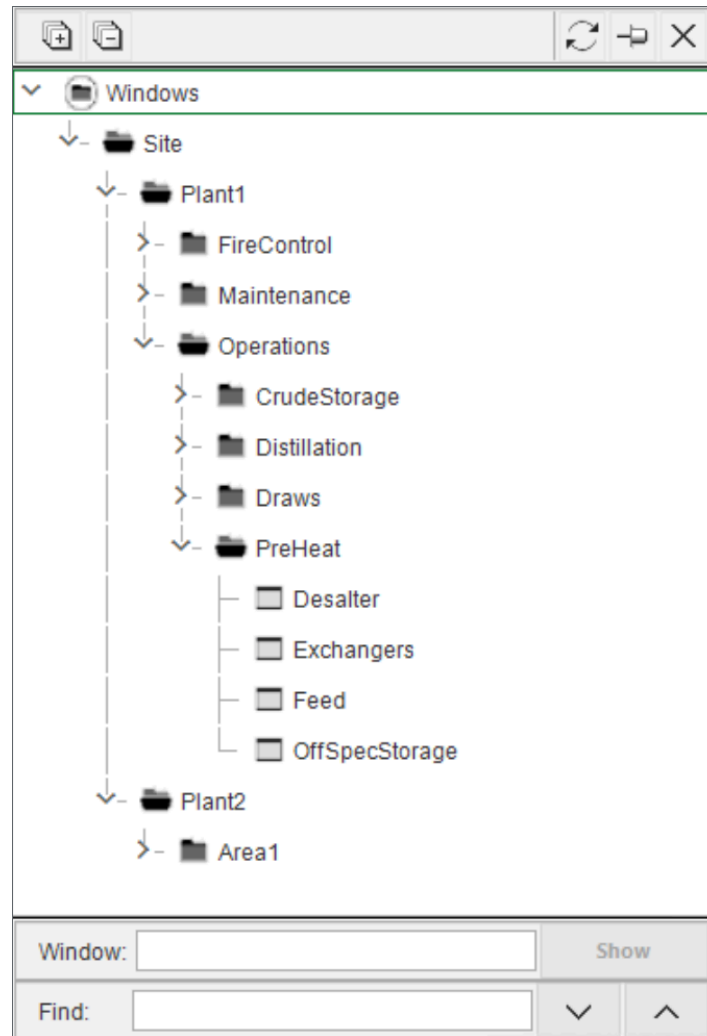 Windows
Site
Plant1
FireControl
Maintenance
Operations
CrudeStorage
Distillation
Draws
PreHeat
Desalter
Exchangers
Feed
OffSpecStorage
Plant2
Area1
Window: Show
Find: